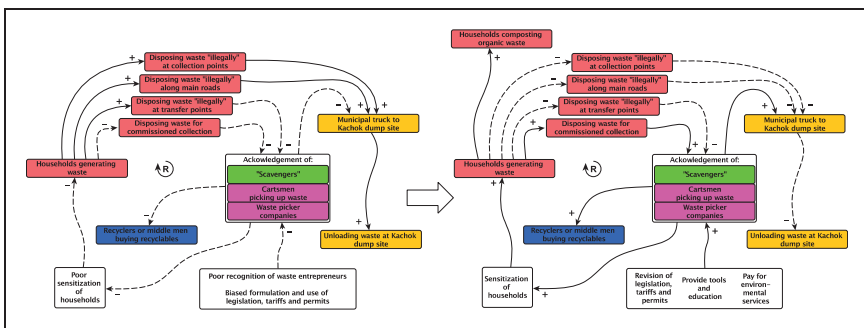 Disposing waste "illegally"
at collection points
Disposing waste "illegally"
along main roads
Disposing waste "illegally"
at transfer points
Disposing waste for
commissioned collection
Municipal truck to
Kachok dump site
Households generating
waste
R
Ackowledgement of:
"Scavengers"
Cartsmen
picking up waste
Waste picker
companies
Recyclers or middle men
buying recyclables
Unloading waste at Kachok
dump site
Poor
sensitization
of households
Poor recognition of waste entrepreneurs
Biased formulation and use of
legislation, tariffs and permits
+
+
+
-
-
-
-
+
+
+
-
-
-
-
Households composting
organic waste
Disposing waste "illegally"
at collection points
Disposing waste "illegally"
along main roads
Disposing waste "illegally"
at transfer points
Disposing waste for
commissioned collection
Municipal truck to
Kachok dump site
Households generating
waste
R
Ackowledgement of:
"Scavengers"
Cartsmen
picking up waste
Waste picker
companies
Recyclers or middle men
buying recyclables
Unloading waste at Kachok
dump site
Sensitization
of households
Revision of
legislation,
tariffs and
permits
Provide tools
and
education
Pay for
environ-
mental
services
+
-
-
-
+
+
-
+
-
-
-
+
+
+
+